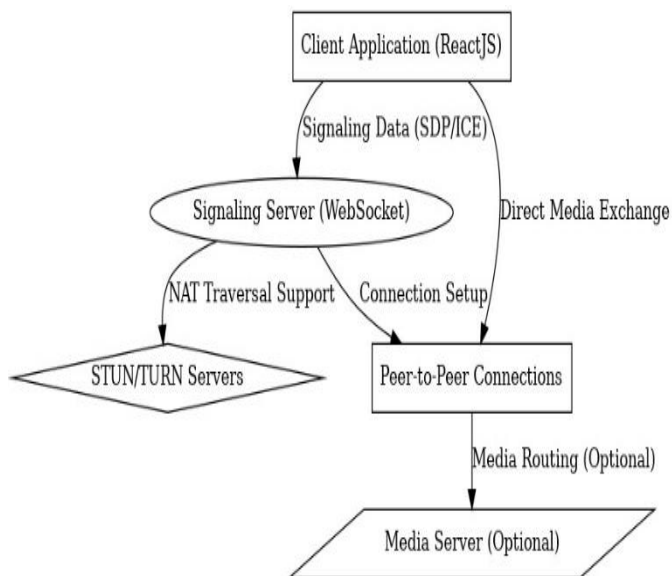 Client Application (ReactJS)
Signaling Data (SDP/ICE)
Signaling Server (WebSocket)
Direct Media Exchange
NAT Traversal Support
Connection Setup
STUN/TURN Servers
Peer-to-Peer Connections
Media Routing (Optional)
Media Server (Optional)